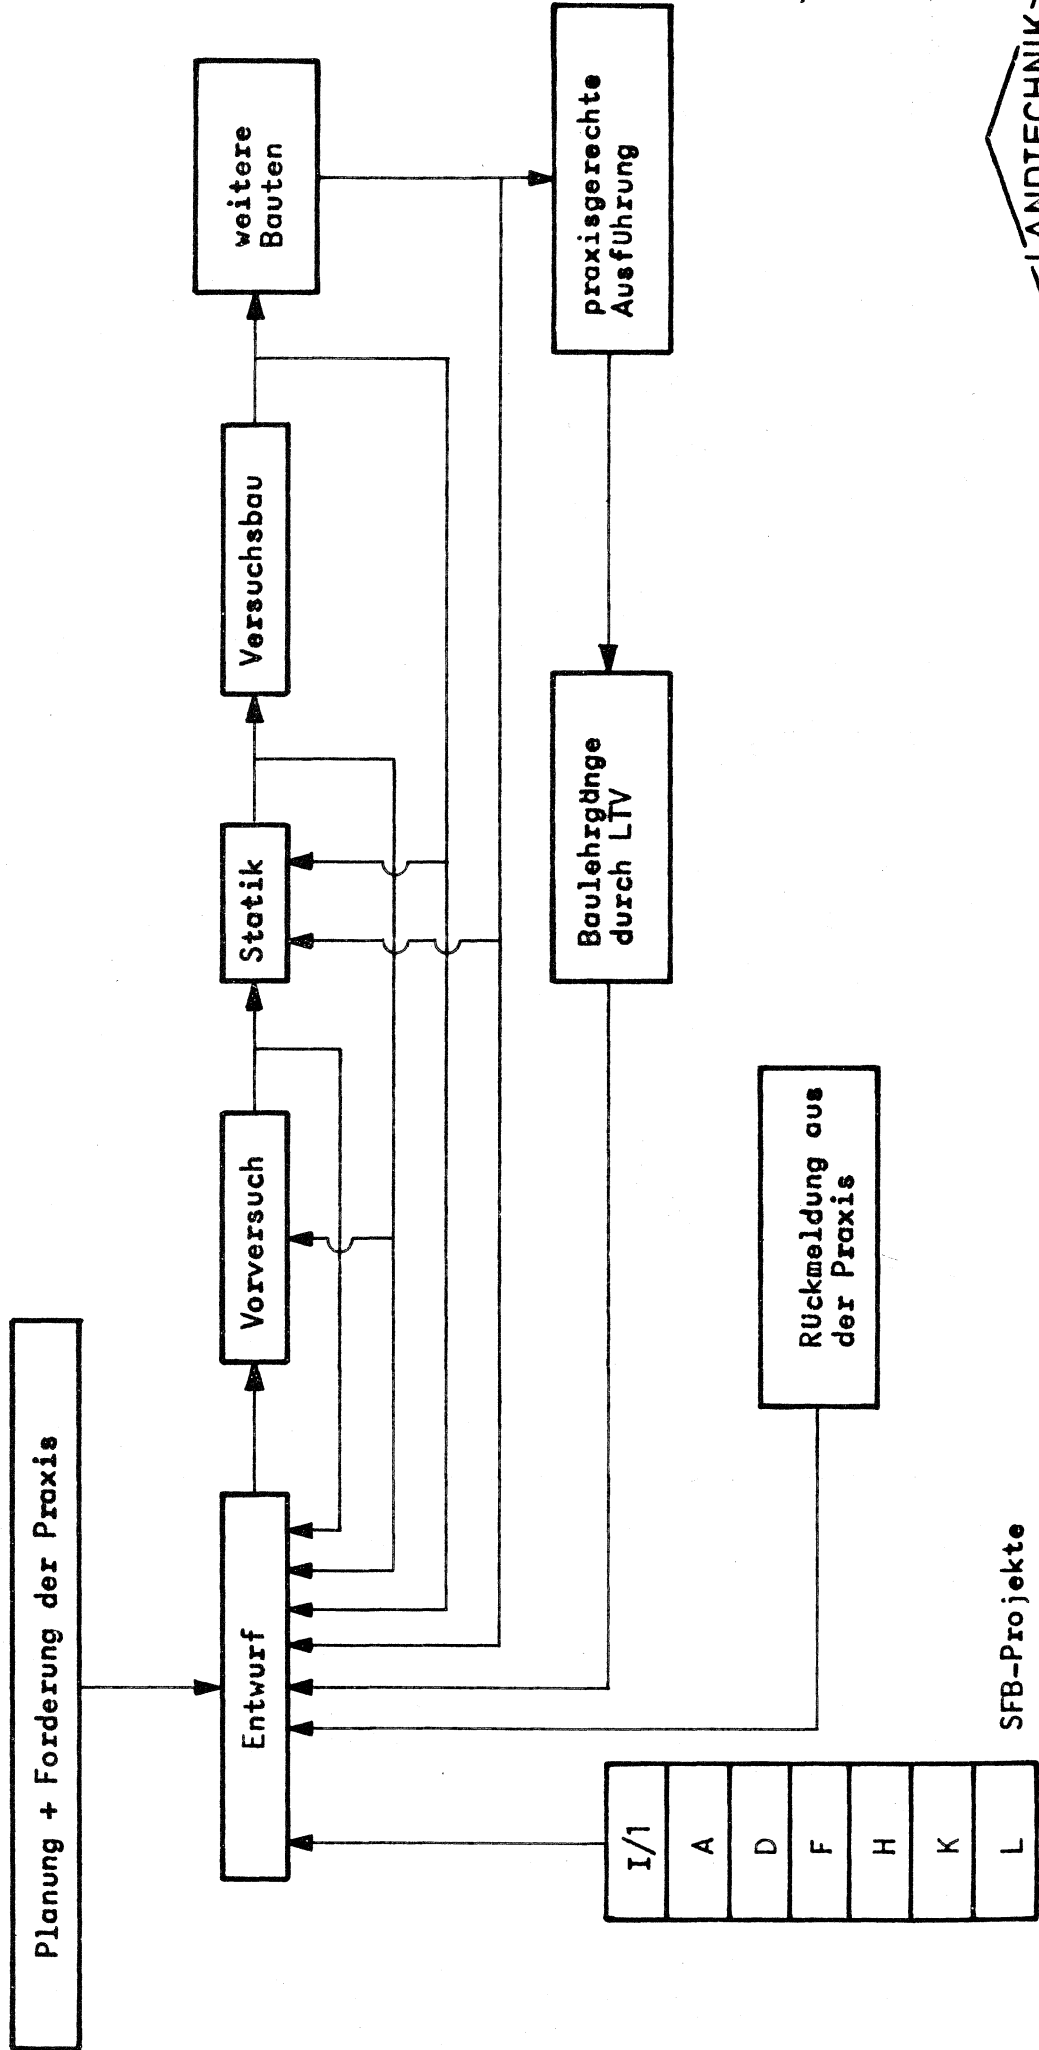 Planung + Forderung der Praxis
Entwurf
Vorversuch
Statik
Versuchsbau
weitere
Bauten
praxisgerechte
Ausführung
Baulehrgänge
durch LTV
Rückmeldung aus
der Praxis
I/1
A
D
F
H
K
L
SFB-Projekte
LANDTECHNIK-